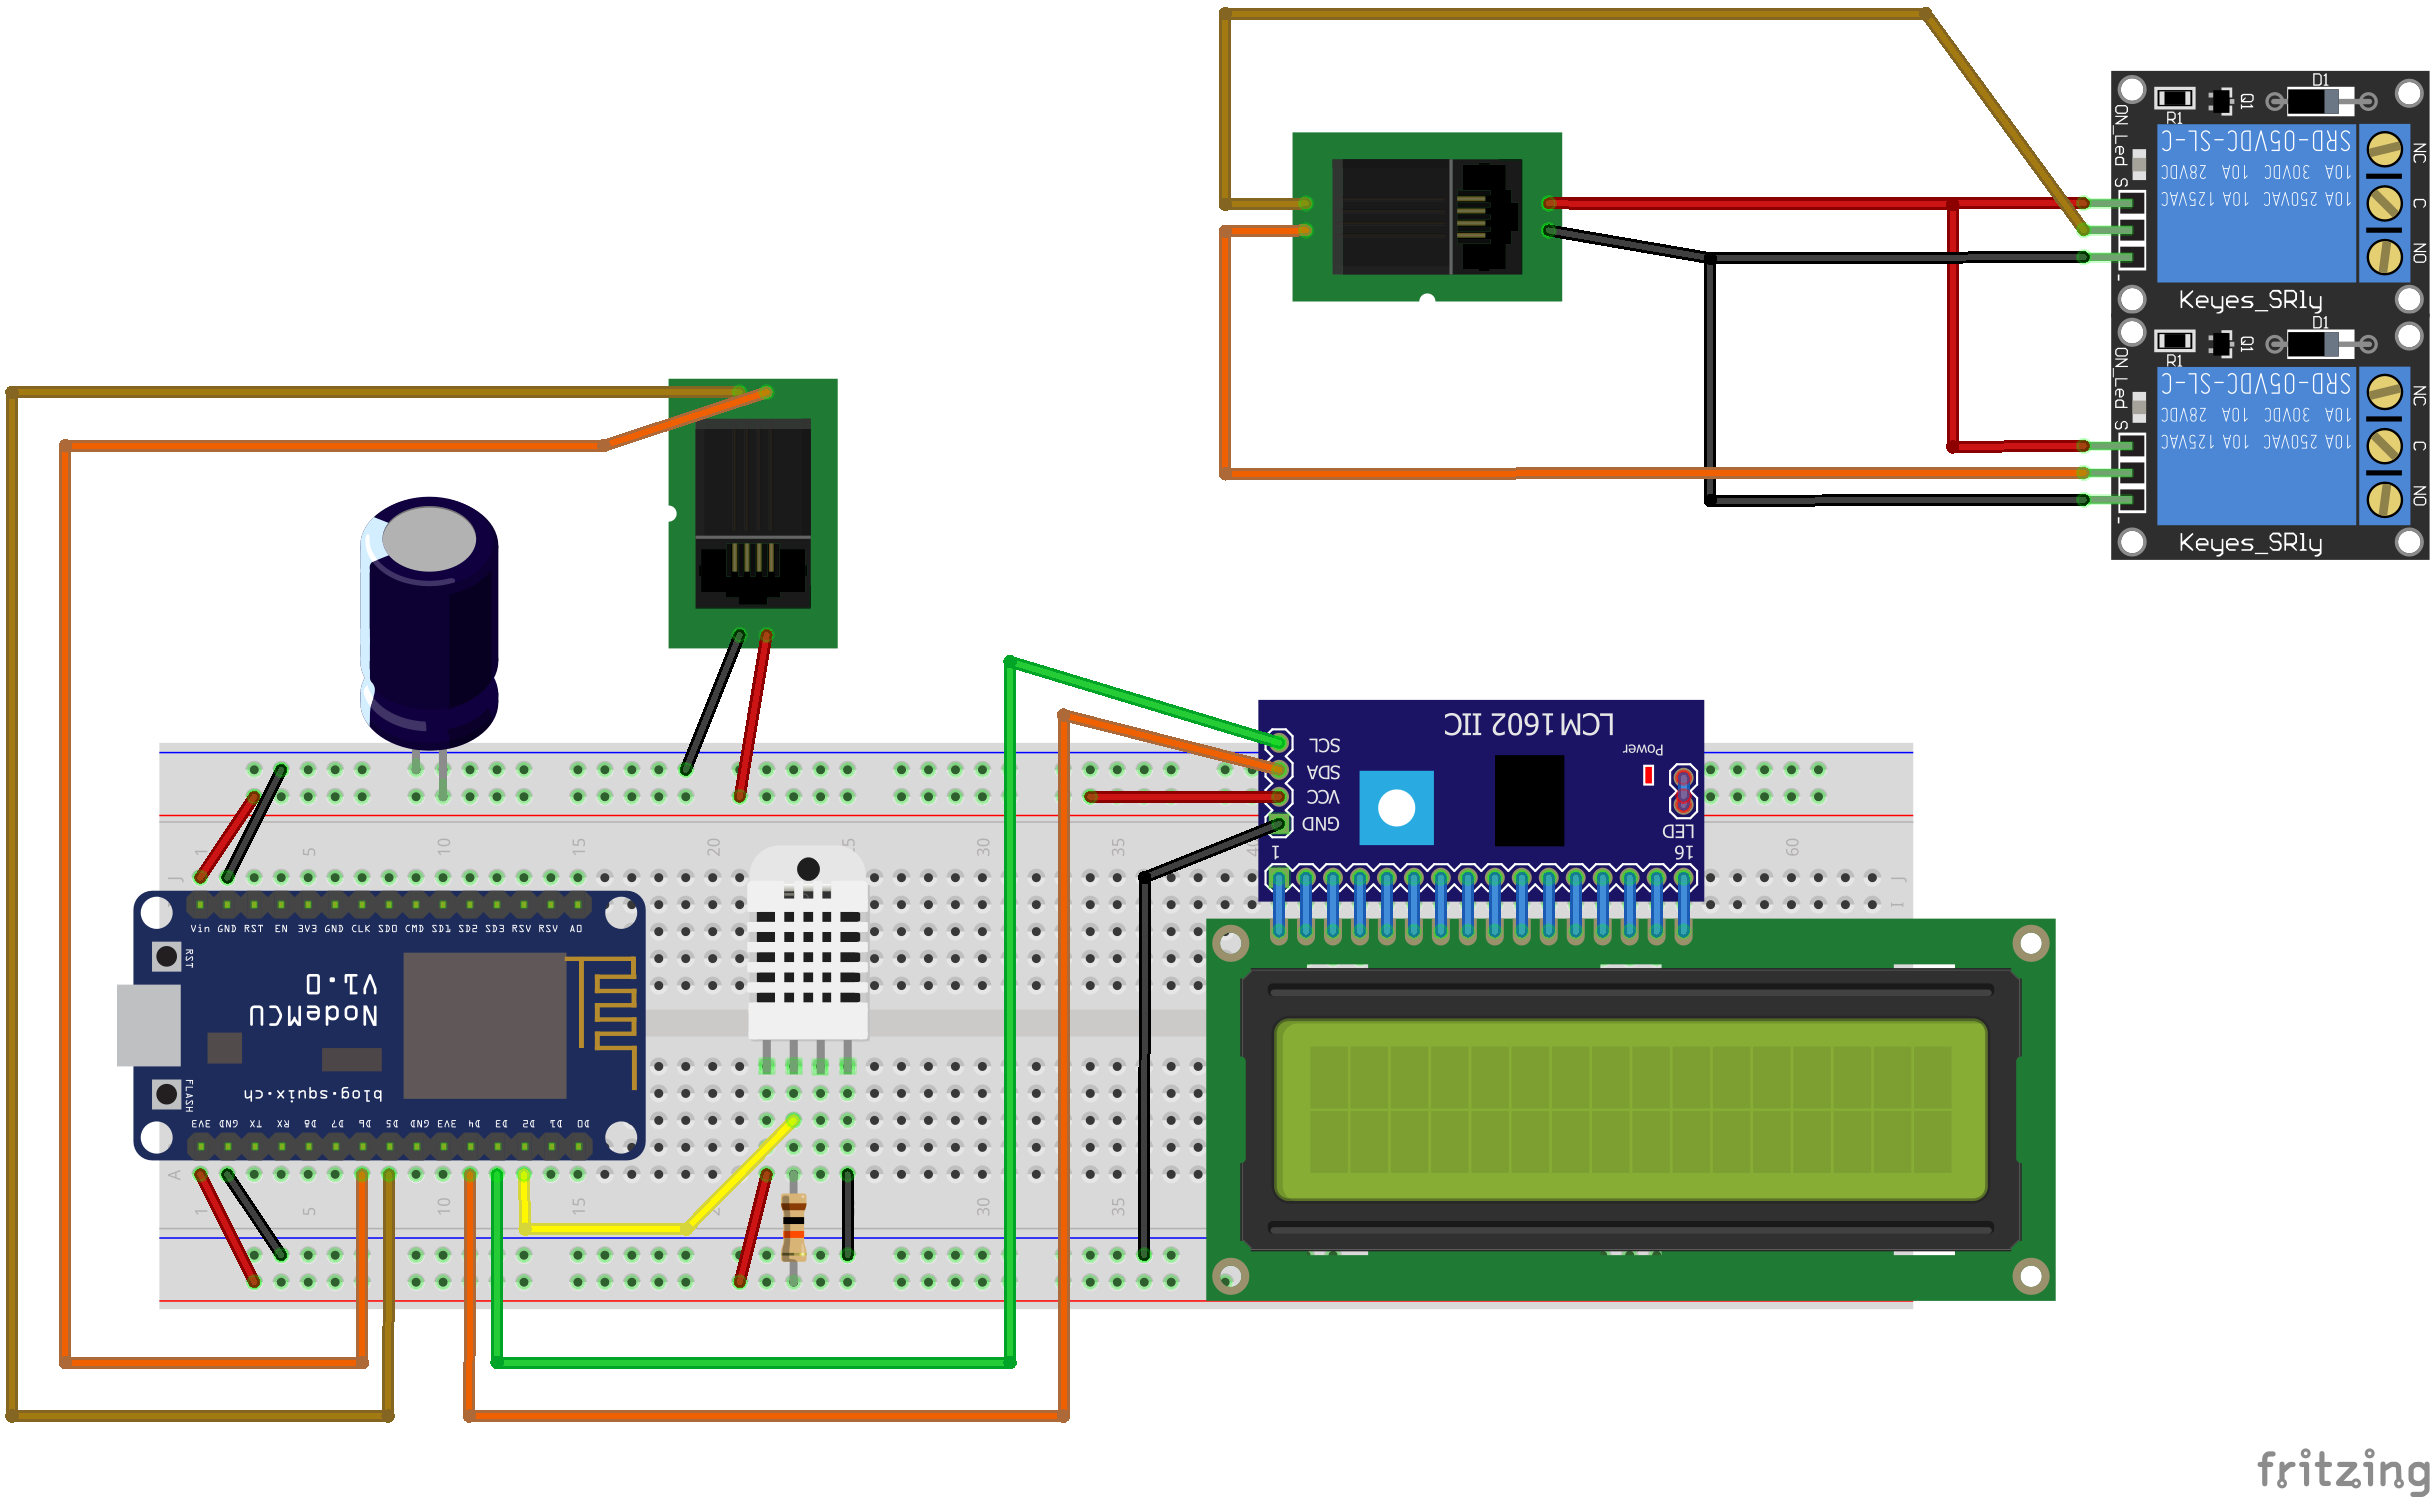 D1
Q1
R1
ON_Led
S
SRD-05VDC-SL-C
10A 30VDC 10A 28VDC
10A 250VAC 10A 125VAC
NC
C
NO
-
Keyes_SRly
D1
Q1
R1
ON_Led
S
SRD-05VDC-SL-C
10A 30VDC 10A 28VDC
10A 250VAC 10A 125VAC
NC
C
NO
-
Keyes_SRly
LCM1602 IIC
SCL
SDA
VCC
GND
Power
LED
1
16
1 5 10 15 20 25 30 35 40 60
J
J
I
Vin GND RST EN 3V3 GND CLK SD0 CMD SD1 SD2 SD3 RSV RSV A0
RST
NodeMCU
V1.0
FLASH
blog.squix.ch
3V3 GND TX RX D8 D7 D6 D5 GND 3V3 D4 D3 D2 D1 D0
A
1 5 10 15 30 35
fritzing